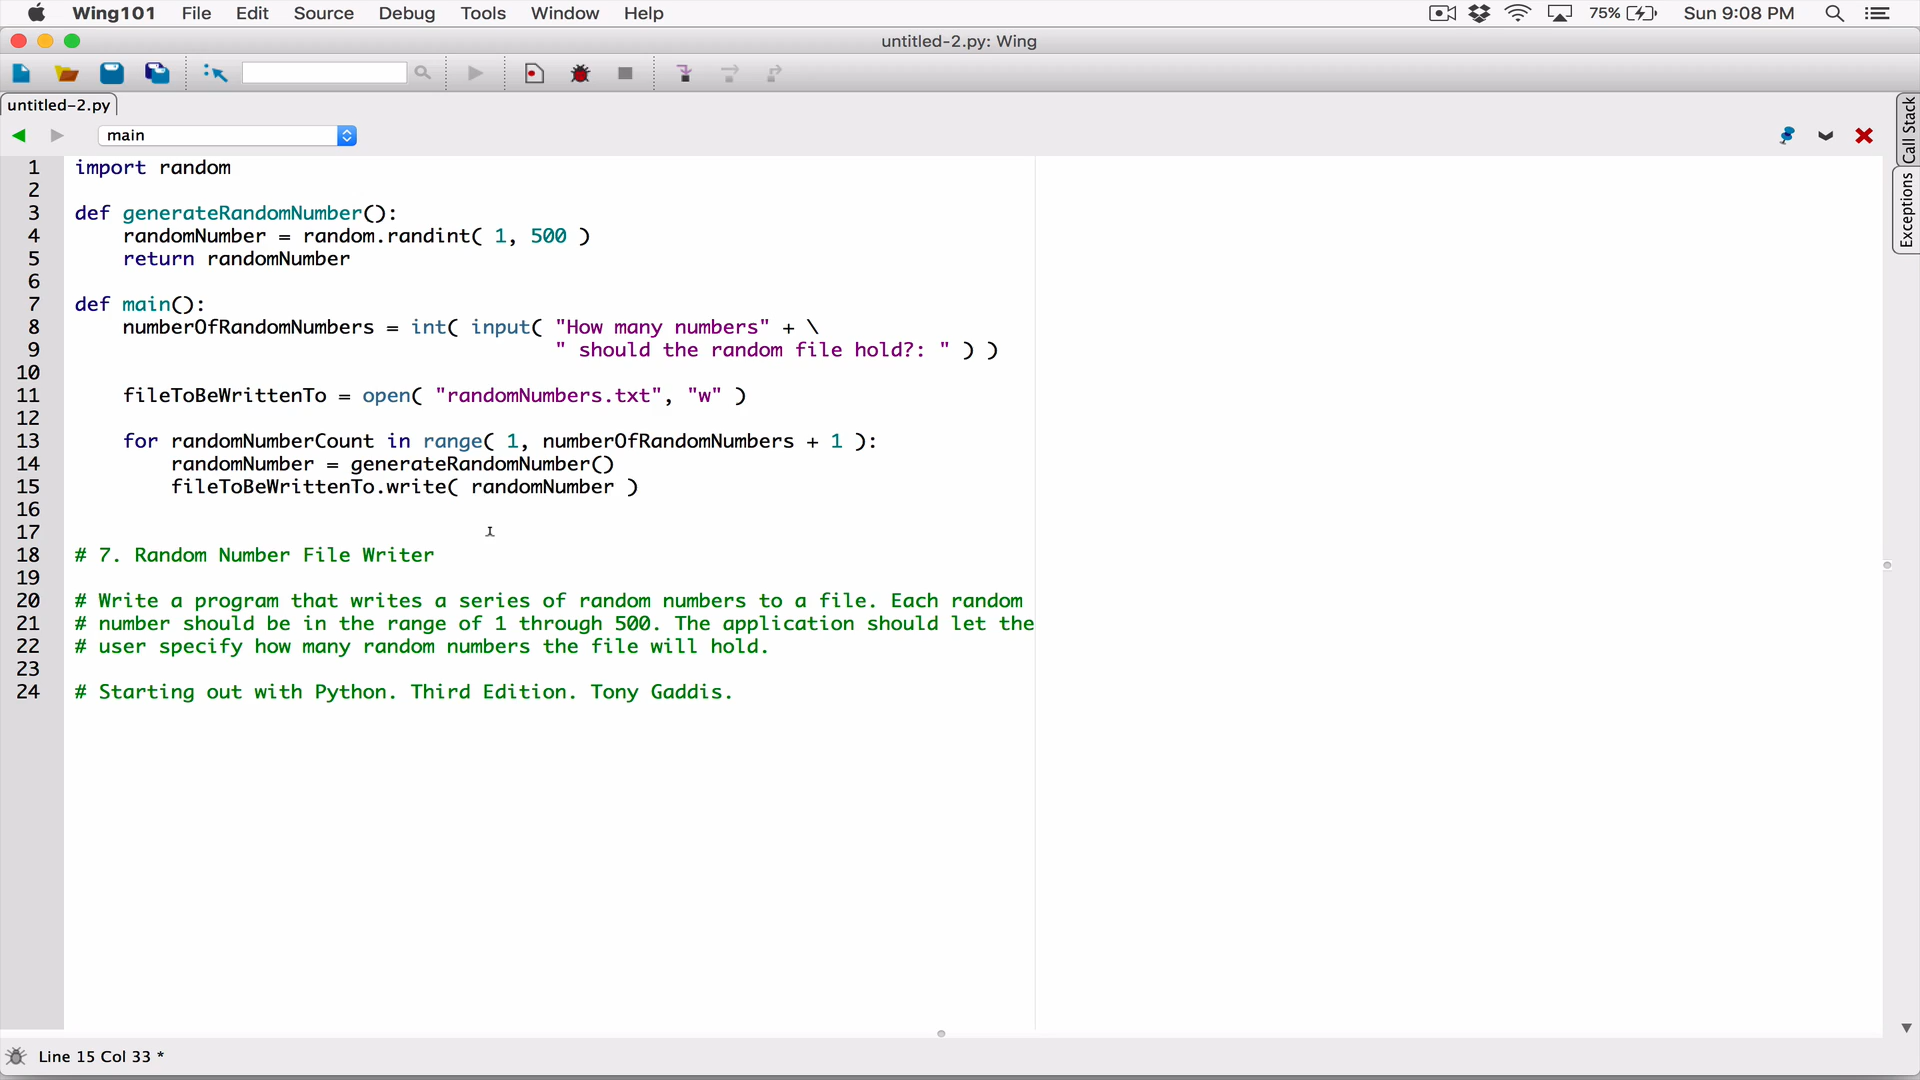 Wing101 File Edit Source Debug Tools Window Help 75% Sun 9:08 PM
untitled-2.py: Wing
untitled-2.py
main
1 import random
2
3 def generateRandomNumber():
4 randomNumber = random.randint( 1, 500 )
5 return randomNumber
6
7 def main():
8 numberOfRandomNumbers = int( input( "How many numbers" + \
9 " should the random file hold?: " ) )
10
11 fileToBeWrittenTo = open( "randomNumbers.txt", "w" )
12
13 for randomNumberCount in range( 1, numberOfRandomNumbers + 1 ):
14 randomNumber = generateRandomNumber()
15 fileToBeWrittenTo.write( randomNumber )
16
17
18 # 7. Random Number File Writer
19
20 # Write a program that writes a series of random numbers to a file. Each random
21 # number should be in the range of 1 through 500. The application should let the
22 # user specify how many random numbers the file will hold.
23
24 # Starting out with Python. Third Edition. Tony Gaddis.
Call Stack
Exceptions
Line 15 Col 33 *